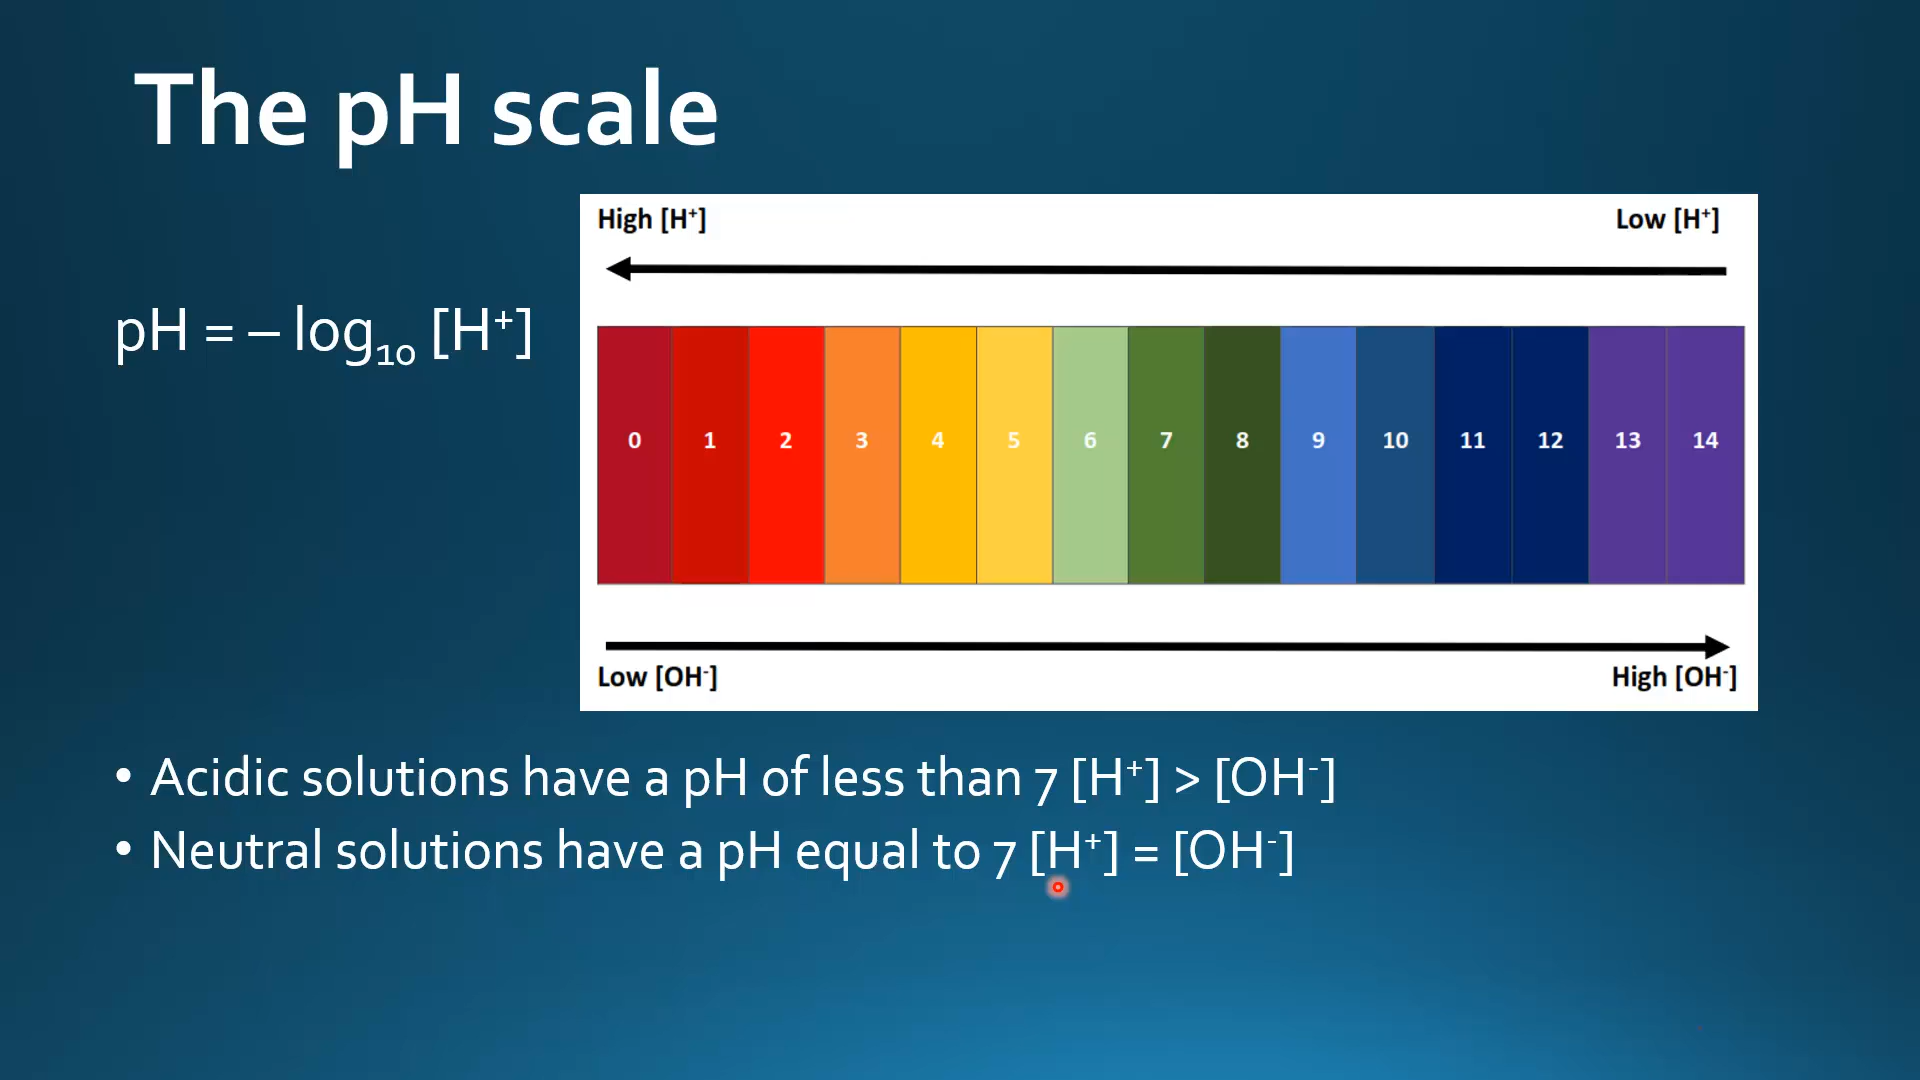 The pH scale
High [H⁺] Low [H⁺]
pH = – log₁₀ [H⁺]
0 1 2 3 4 5 6 7 8 9 10 11 12 13 14
Low [OH⁻] High [OH⁻]
• Acidic solutions have a pH of less than 7 [H⁺] > [OH⁻]
• Neutral solutions have a pH equal to 7 [H⁺] = [OH⁻]